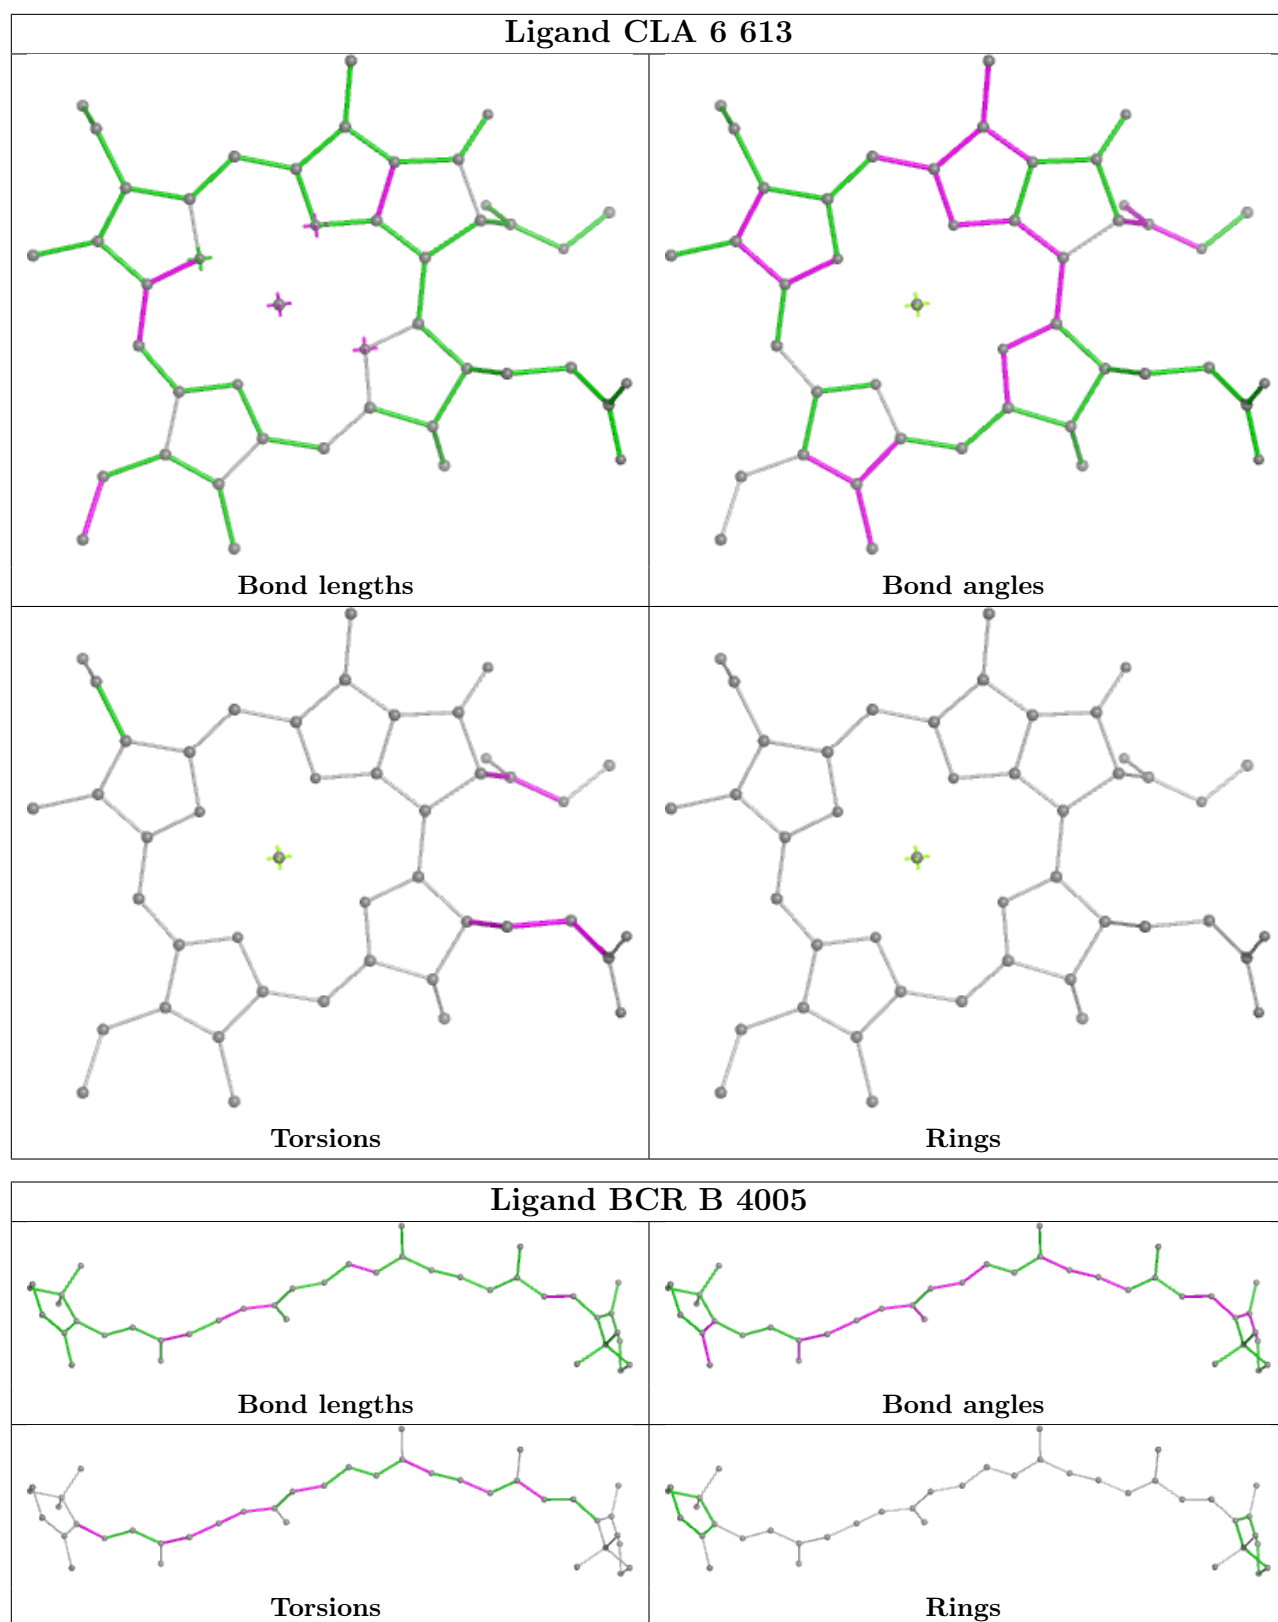 Ligand CLA 6 613
Bond lengths
Bond angles
Torsions
Rings
Ligand BCR B 4005
Bond lengths
Bond angles
Torsions
Rings